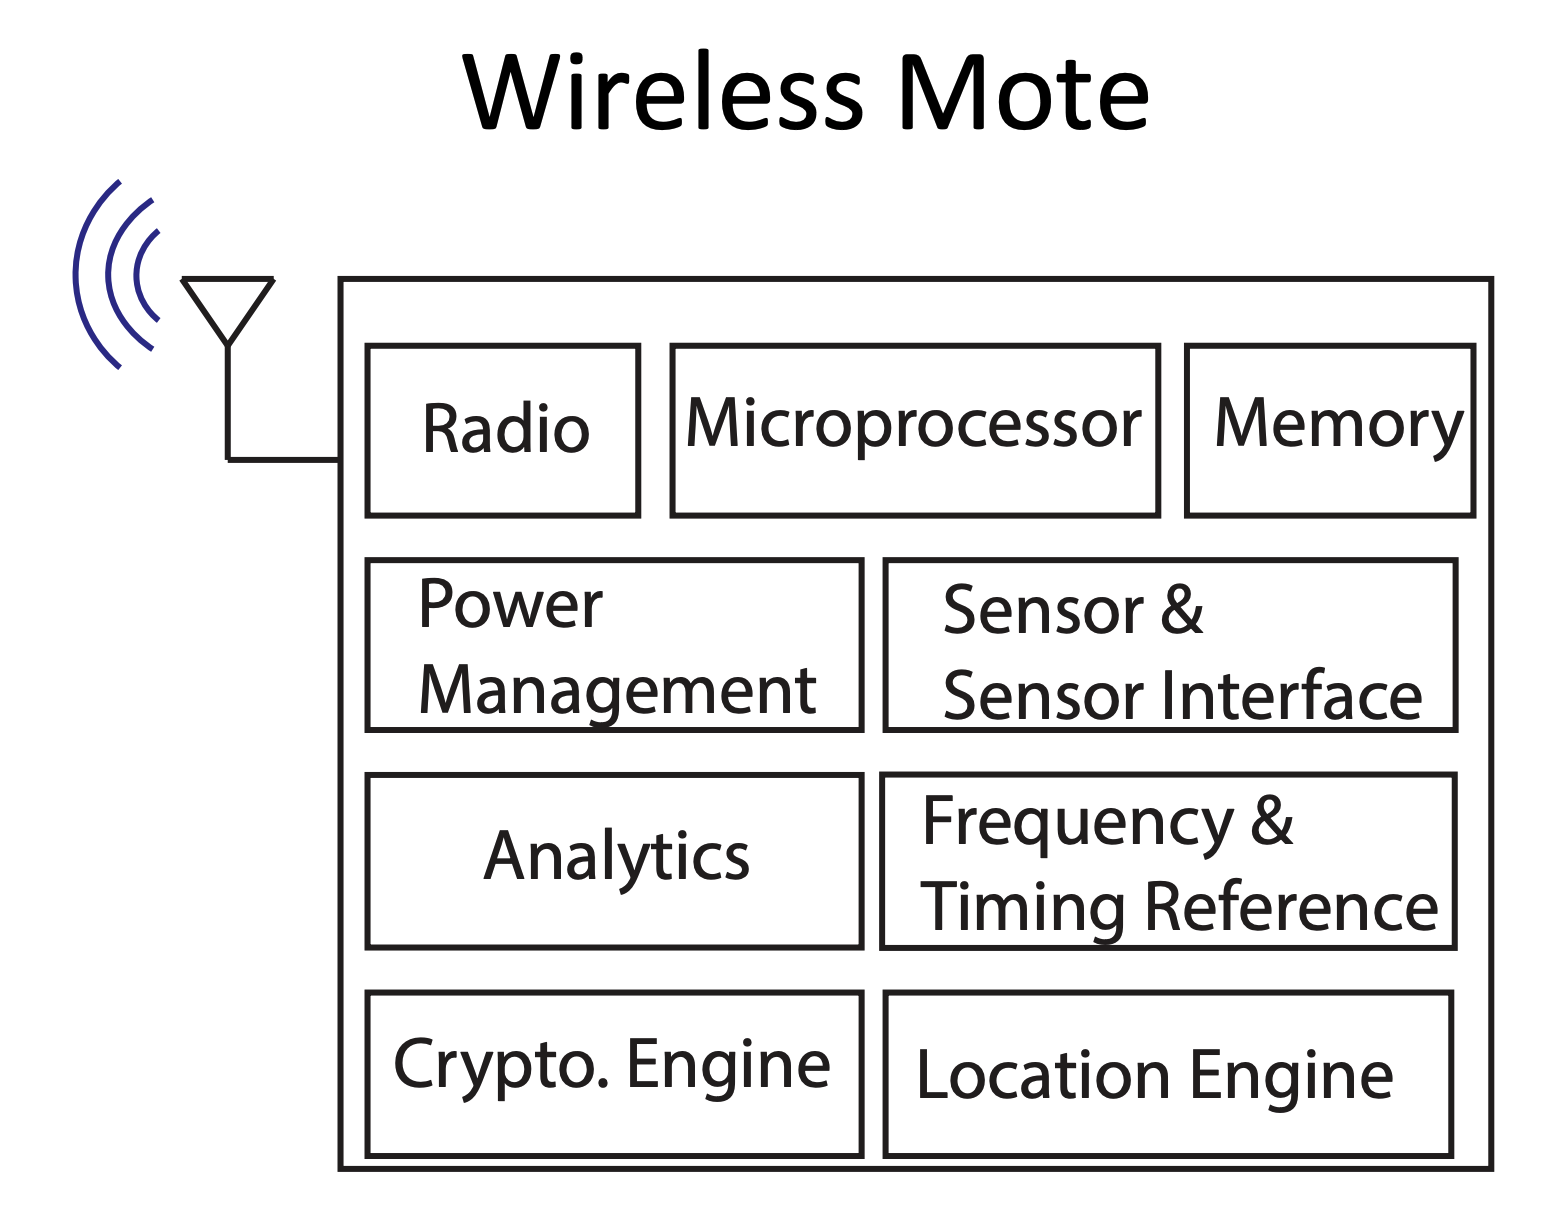 Wireless Mote
Radio
Microprocessor
Memory
Power
Management
Sensor &
Sensor Interface
Analytics
Frequency &
Timing Reference
Crypto. Engine
Location Engine